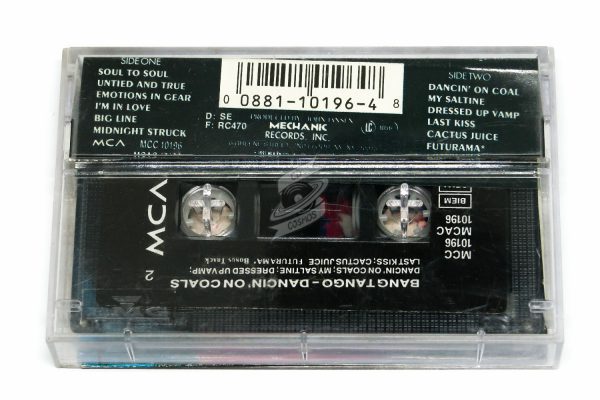 SIDE ONE
SOUL TO SOUL
UNTIED AND TRUE
EMOTIONS IN GEAR
I'M IN LOVE
BIG LINE
MIDNIGHT STRUCK
MCA MCC 10196
0 0881-10196-4 8
D: SE
F: RC470
PRODUCED BY JOHN JANSEN
MECHANIC
RECORDS, INC.
LC 1056
SIDE TWO
DANCIN' ON COAL
MY SALTINE
DRESSED UP VAMP
LAST KISS
CACTUS JUICE
FUTURAMA*
BIEM
MCC
10196
MCAC
10196
MCA
2
BANG TANGO – DANCIN' ON COALS
DANCIN' ON COALS; MY SALTINE; DRESSED UP VAMP;
LAST KISS; CACTUS JUICE FUTURAMA* Bonus Track
COSMOS